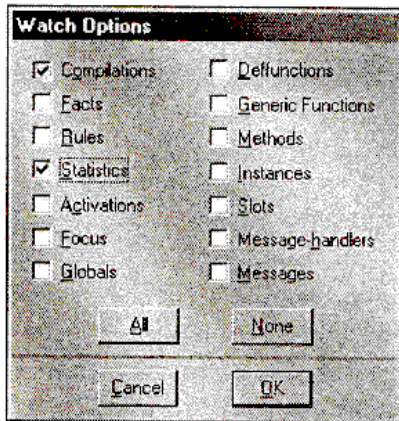 Watch Options
Compilations
Deffunctions
Facts
Generic Functions
Rules
Methods
Statistics
Instances
Activations
Slots
Focus
Message-handlers
Globals
Messages
All
None
Cancel
OK